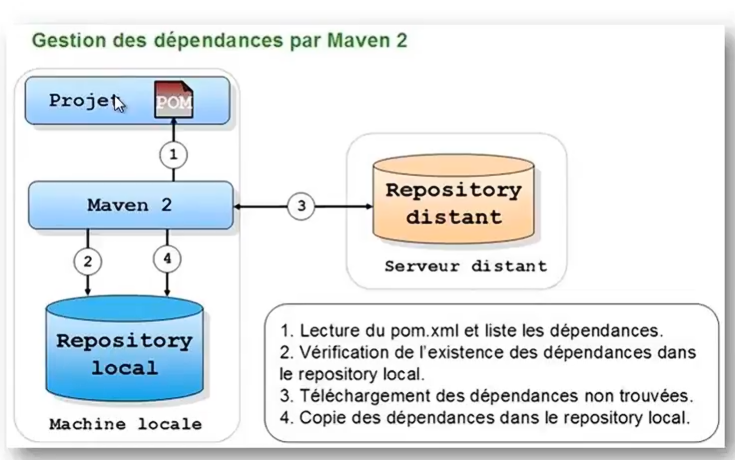 Gestion des dépendances par Maven 2
Projet POM
1
Maven 2
3
Repository
distant
2
4
Serveur distant
Repository
local
Machine locale
1. Lecture du pom.xml et liste les dépendances.
2. Vérification de l'existence des dépendances dans
le repository local.
3. Téléchargement des dépendances non trouvées.
4. Copie des dépendances dans le repository local.